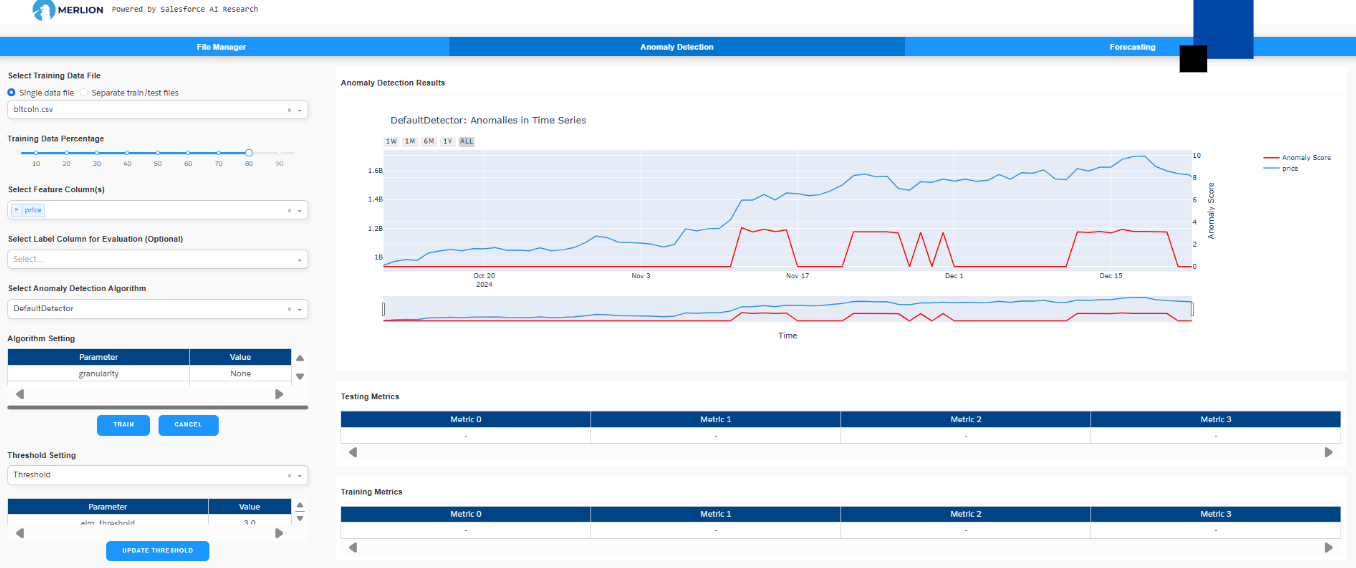 MERLION Powered by Salesforce AI Research
File Manager
Anomaly Detection
Forecasting
Select Training Data File
Single data file
Separate train/test files
bitcoin.csv
Training Data Percentage
10 20 30 40 50 60 70 80 90
Select Feature Column(s)
× price
Select Label Column for Evaluation (Optional)
Select...
Select Anomaly Detection Algorithm
DefaultDetector
Algorithm Setting
Parameter Value
granularity None
TRAIN
CANCEL
Threshold Setting
Threshold
Parameter Value
alm_threshold 3.0
UPDATE THRESHOLD
Anomaly Detection Results
DefaultDetector: Anomalies in Time Series
1W 1M 6M 1Y ALL
1.6B
1.4B
1.2B
1B
10
8
6
4
2
0
Anomaly Score
Oct 20
2024
Nov 3
Nov 17
Dec 1
Dec 15
Time
Anomaly Score
price
Testing Metrics
Metric 0 Metric 1 Metric 2 Metric 3
- - - -
Training Metrics
Metric 0 Metric 1 Metric 2 Metric 3
- - - -